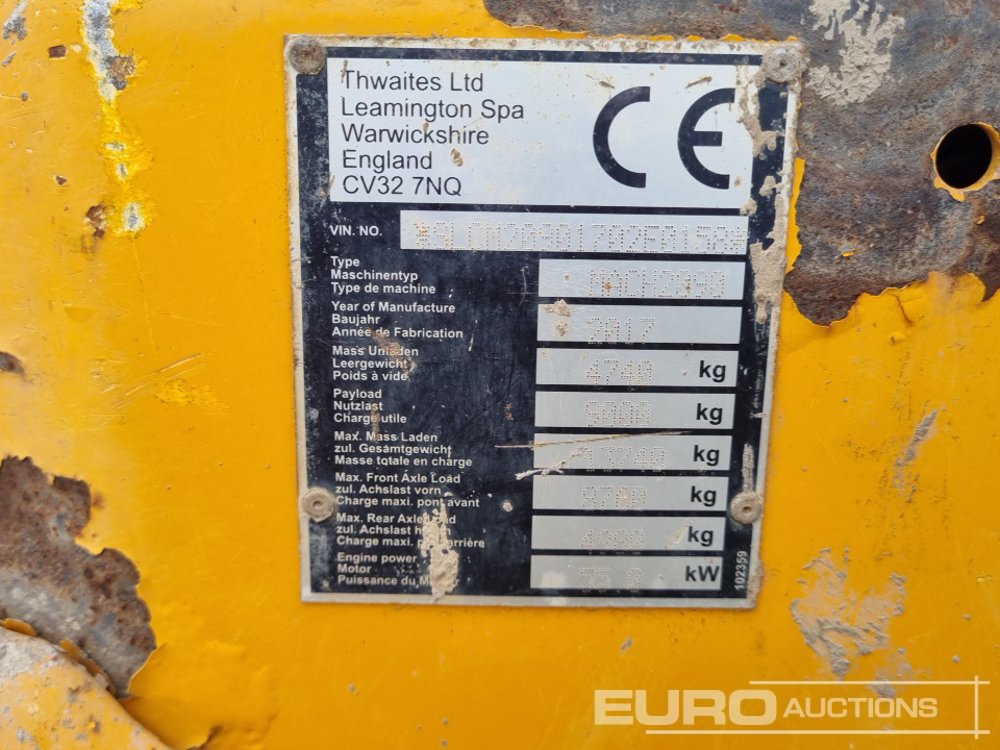 Thwaites Ltd
Leamington Spa
Warwickshire
England
CV32 7NQ
CE
VIN. NO.
Type
Maschinentyp
Type de machine
MACH2090
Year of Manufacture
Baujahr
Année de Fabrication
2017
Mass Unladen
Leergewicht
Poids à vide
4740 kg
Payload
Nutzlast
Charge utile
9000 kg
Max. Mass Laden
zul. Gesamtgewicht
Masse totale en charge
13740 kg
Max. Front Axle Load
zul. Achslast vorn
Charge maxi. pont avant
kg
Max. Rear Axle Load
zul. Achslast
Charge maxi.
kg
Engine power
Motor
Puissance du
kW
102359
EURO AUCTIONS